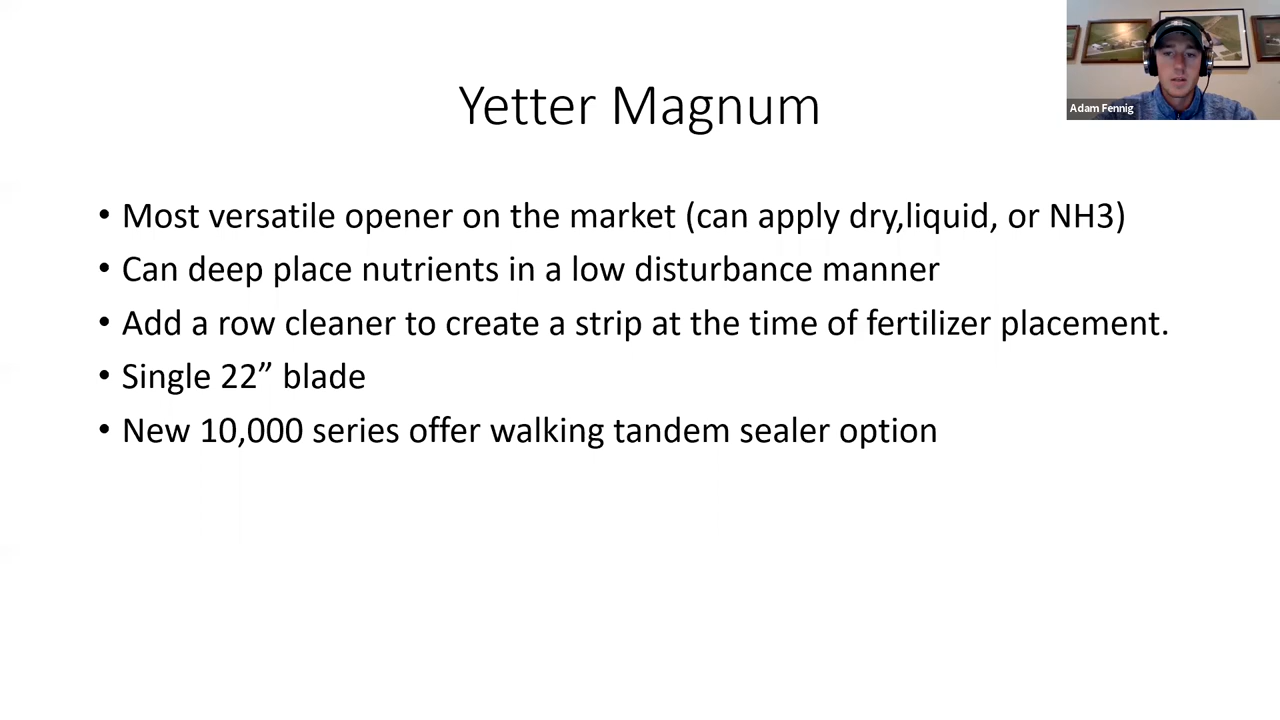 Yetter Magnum
Adam Fennig
• Most versatile opener on the market (can apply dry,liquid, or NH3)
• Can deep place nutrients in a low disturbance manner
• Add a row cleaner to create a strip at the time of fertilizer placement.
• Single 22” blade
• New 10,000 series offer walking tandem sealer option